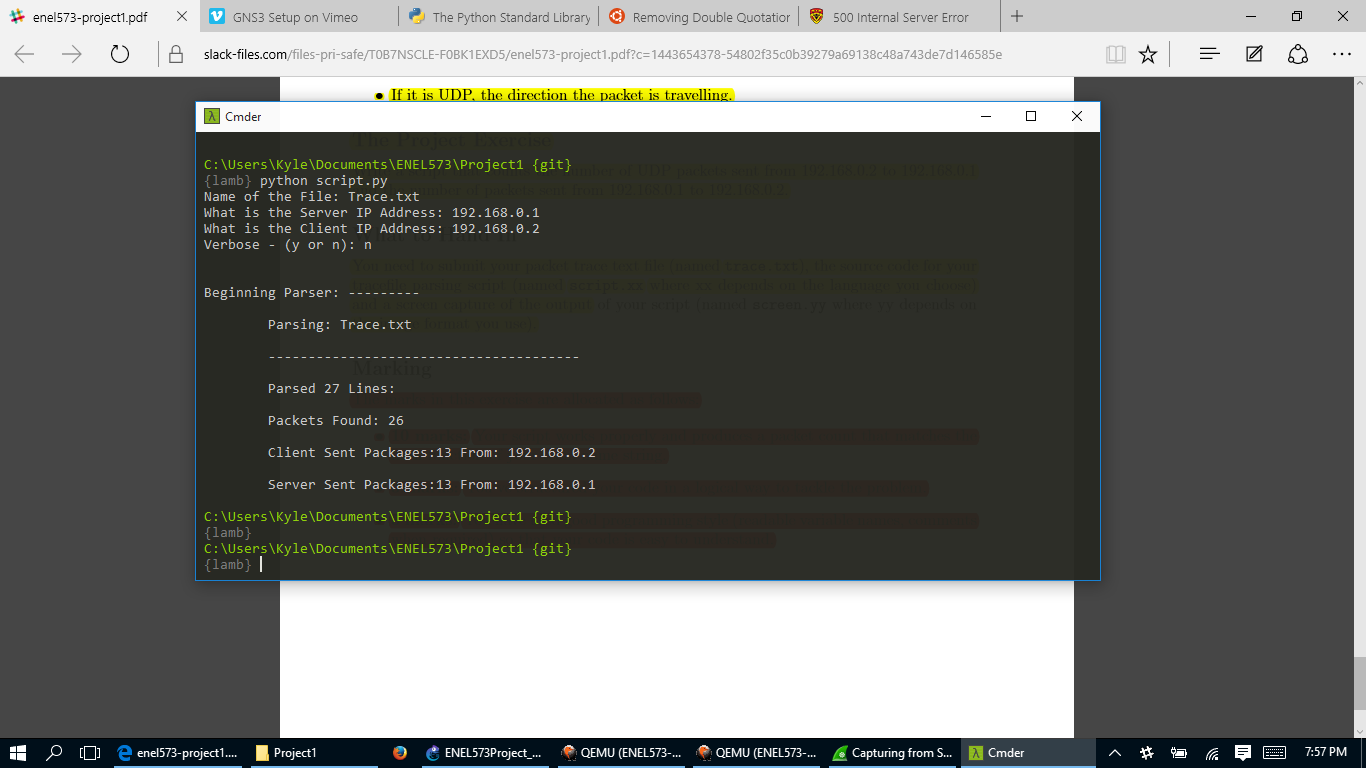 enel573-project1.pdf
GNS3 Setup on Vimeo
The Python Standard Library
Removing Double Quotation
500 Internal Server Error
slack-files.com/files-pri-safe/T0B7NSCLE-F0BK1EXD5/enel573-project1.pdf?c=1443654378-54802f35c0b39279a69138c48a743de7d146585e
If it is UDP, the direction the packet is travelling.
Cmder
The Project Exercise
C:\Users\Kyle\Documents\ENEL573\Project1 {git}
{lamb} python script.py
Name of the File: Trace.txt
What is the Server IP Address: 192.168.0.1
What is the Client IP Address: 192.168.0.2
Verbose - (y or n): n
Beginning Parser: ---------
Parsing: Trace.txt
---------------------------------------
Marking
Parsed 27 Lines:
Packets Found: 26
Client Sent Packages:13 From: 192.168.0.2
Server Sent Packages:13 From: 192.168.0.1
C:\Users\Kyle\Documents\ENEL573\Project1 {git}
{lamb}
C:\Users\Kyle\Documents\ENEL573\Project1 {git}
{lamb}
enel573-project1....
Project1
ENEL573Project_...
QEMU (ENEL573-...
QEMU (ENEL573-...
Capturing from S...
Cmder
7:57 PM